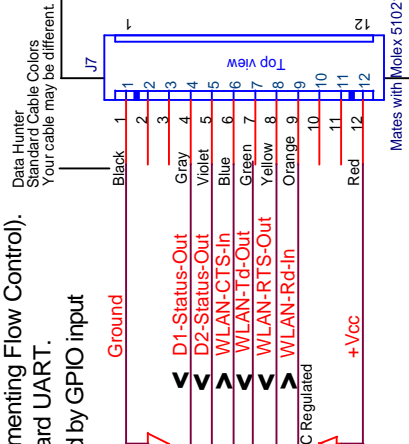 menting Flow Control).
ard UART.
d by GPIO input
Data Hunter
Standard Cable Colors
Your cable may be different.
J7
1
12
Top view
Mates with Molex 5102
Ground
Black 1 1
2 2
3 3
D1-Status-Out Gray 4 4
D2-Status-Out Violet 5 5
WLAN-CTS-In Blue 6 6
WLAN-Td-Out Green 7 7
WLAN-RTS-Out Yellow 8 8
WLAN-Rd-In Orange 9 9
10 10
11 11
+Vcc Red 12 12
C Regulated